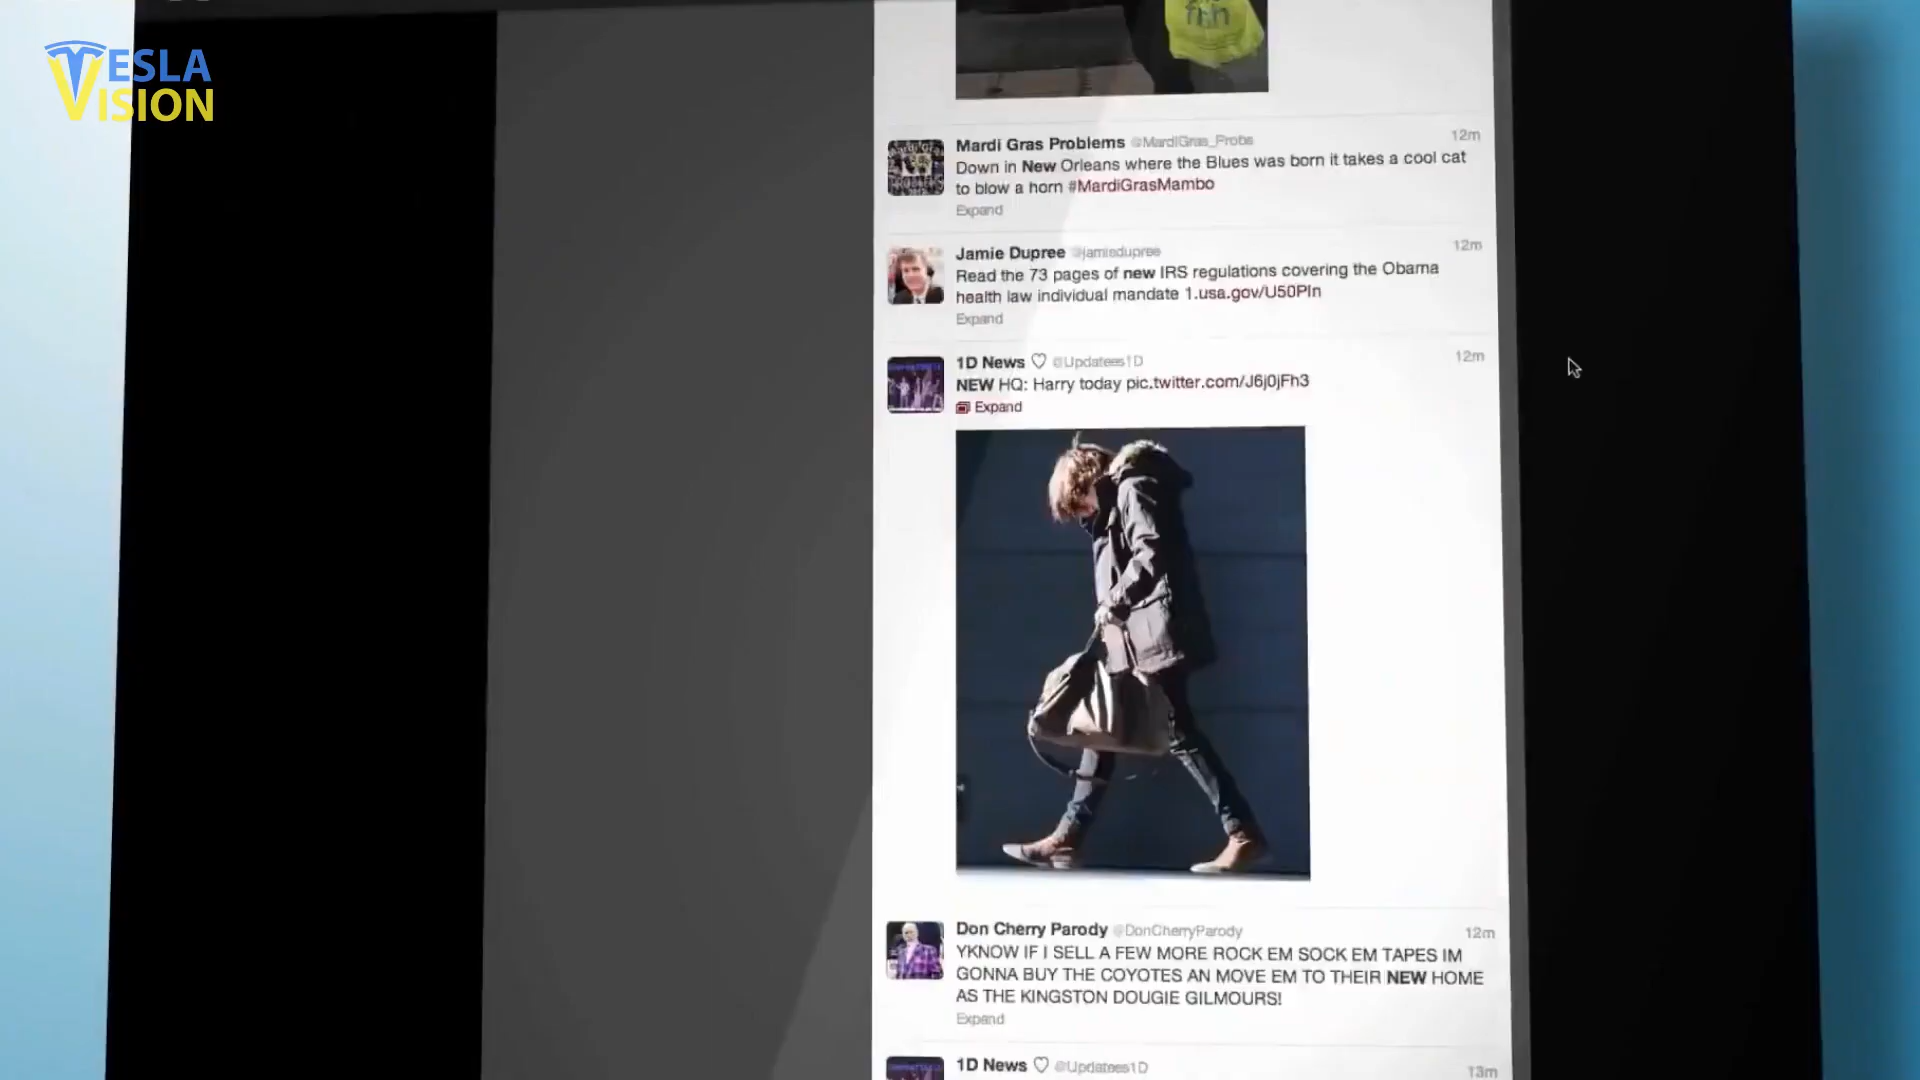 TESLA
VISION
Mardi Gras Problems @MardiGras_Probs 12m
Down in New Orleans where the Blues was born it takes a cool cat
to blow a horn #MardiGrasMambo
Expand
Jamie Dupree @jamiedupree 12m
Read the 73 pages of new IRS regulations covering the Obama
health law individual mandate 1.usa.gov/U50PIn
Expand
1D News ♡ @Updatees1D 12m
NEW HQ: Harry today pic.twitter.com/J6j0jFh3
Expand
Don Cherry Parody @DonCherryParody 12m
YKNOW IF I SELL A FEW MORE ROCK EM SOCK EM TAPES IM
GONNA BUY THE COYOTES AN MOVE EM TO THEIR NEW HOME
AS THE KINGSTON DOUGIE GILMOURS!
Expand
1D News ♡ @Updatees1D 13m